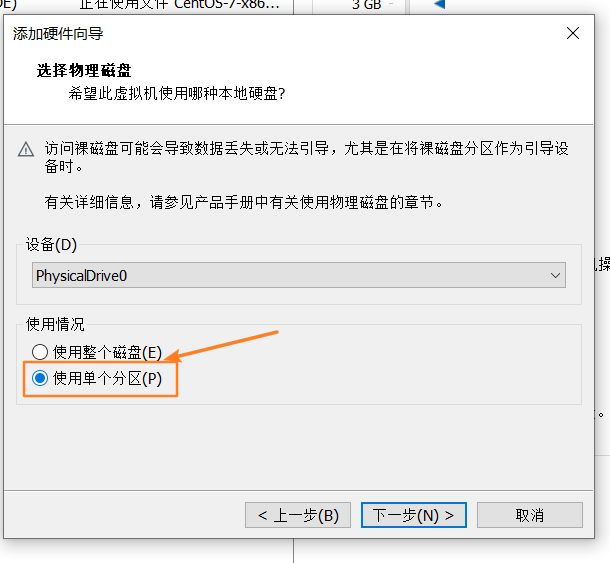 DE)
正在使用文件 CentOS-7-x86...
3 GB
添加硬件向导
选择物理磁盘
希望此虚拟机使用哪种本地硬盘?
访问裸磁盘可能会导致数据丢失或无法引导，尤其是在将裸磁盘分区作为引导设
备时。
有关详细信息，请参见产品手册中有关使用物理磁盘的章节。
设备(D)
PhysicalDrive0
使用情况
使用整个磁盘(E)
使用单个分区(P)
< 上一步(B)
下一步(N) >
取消